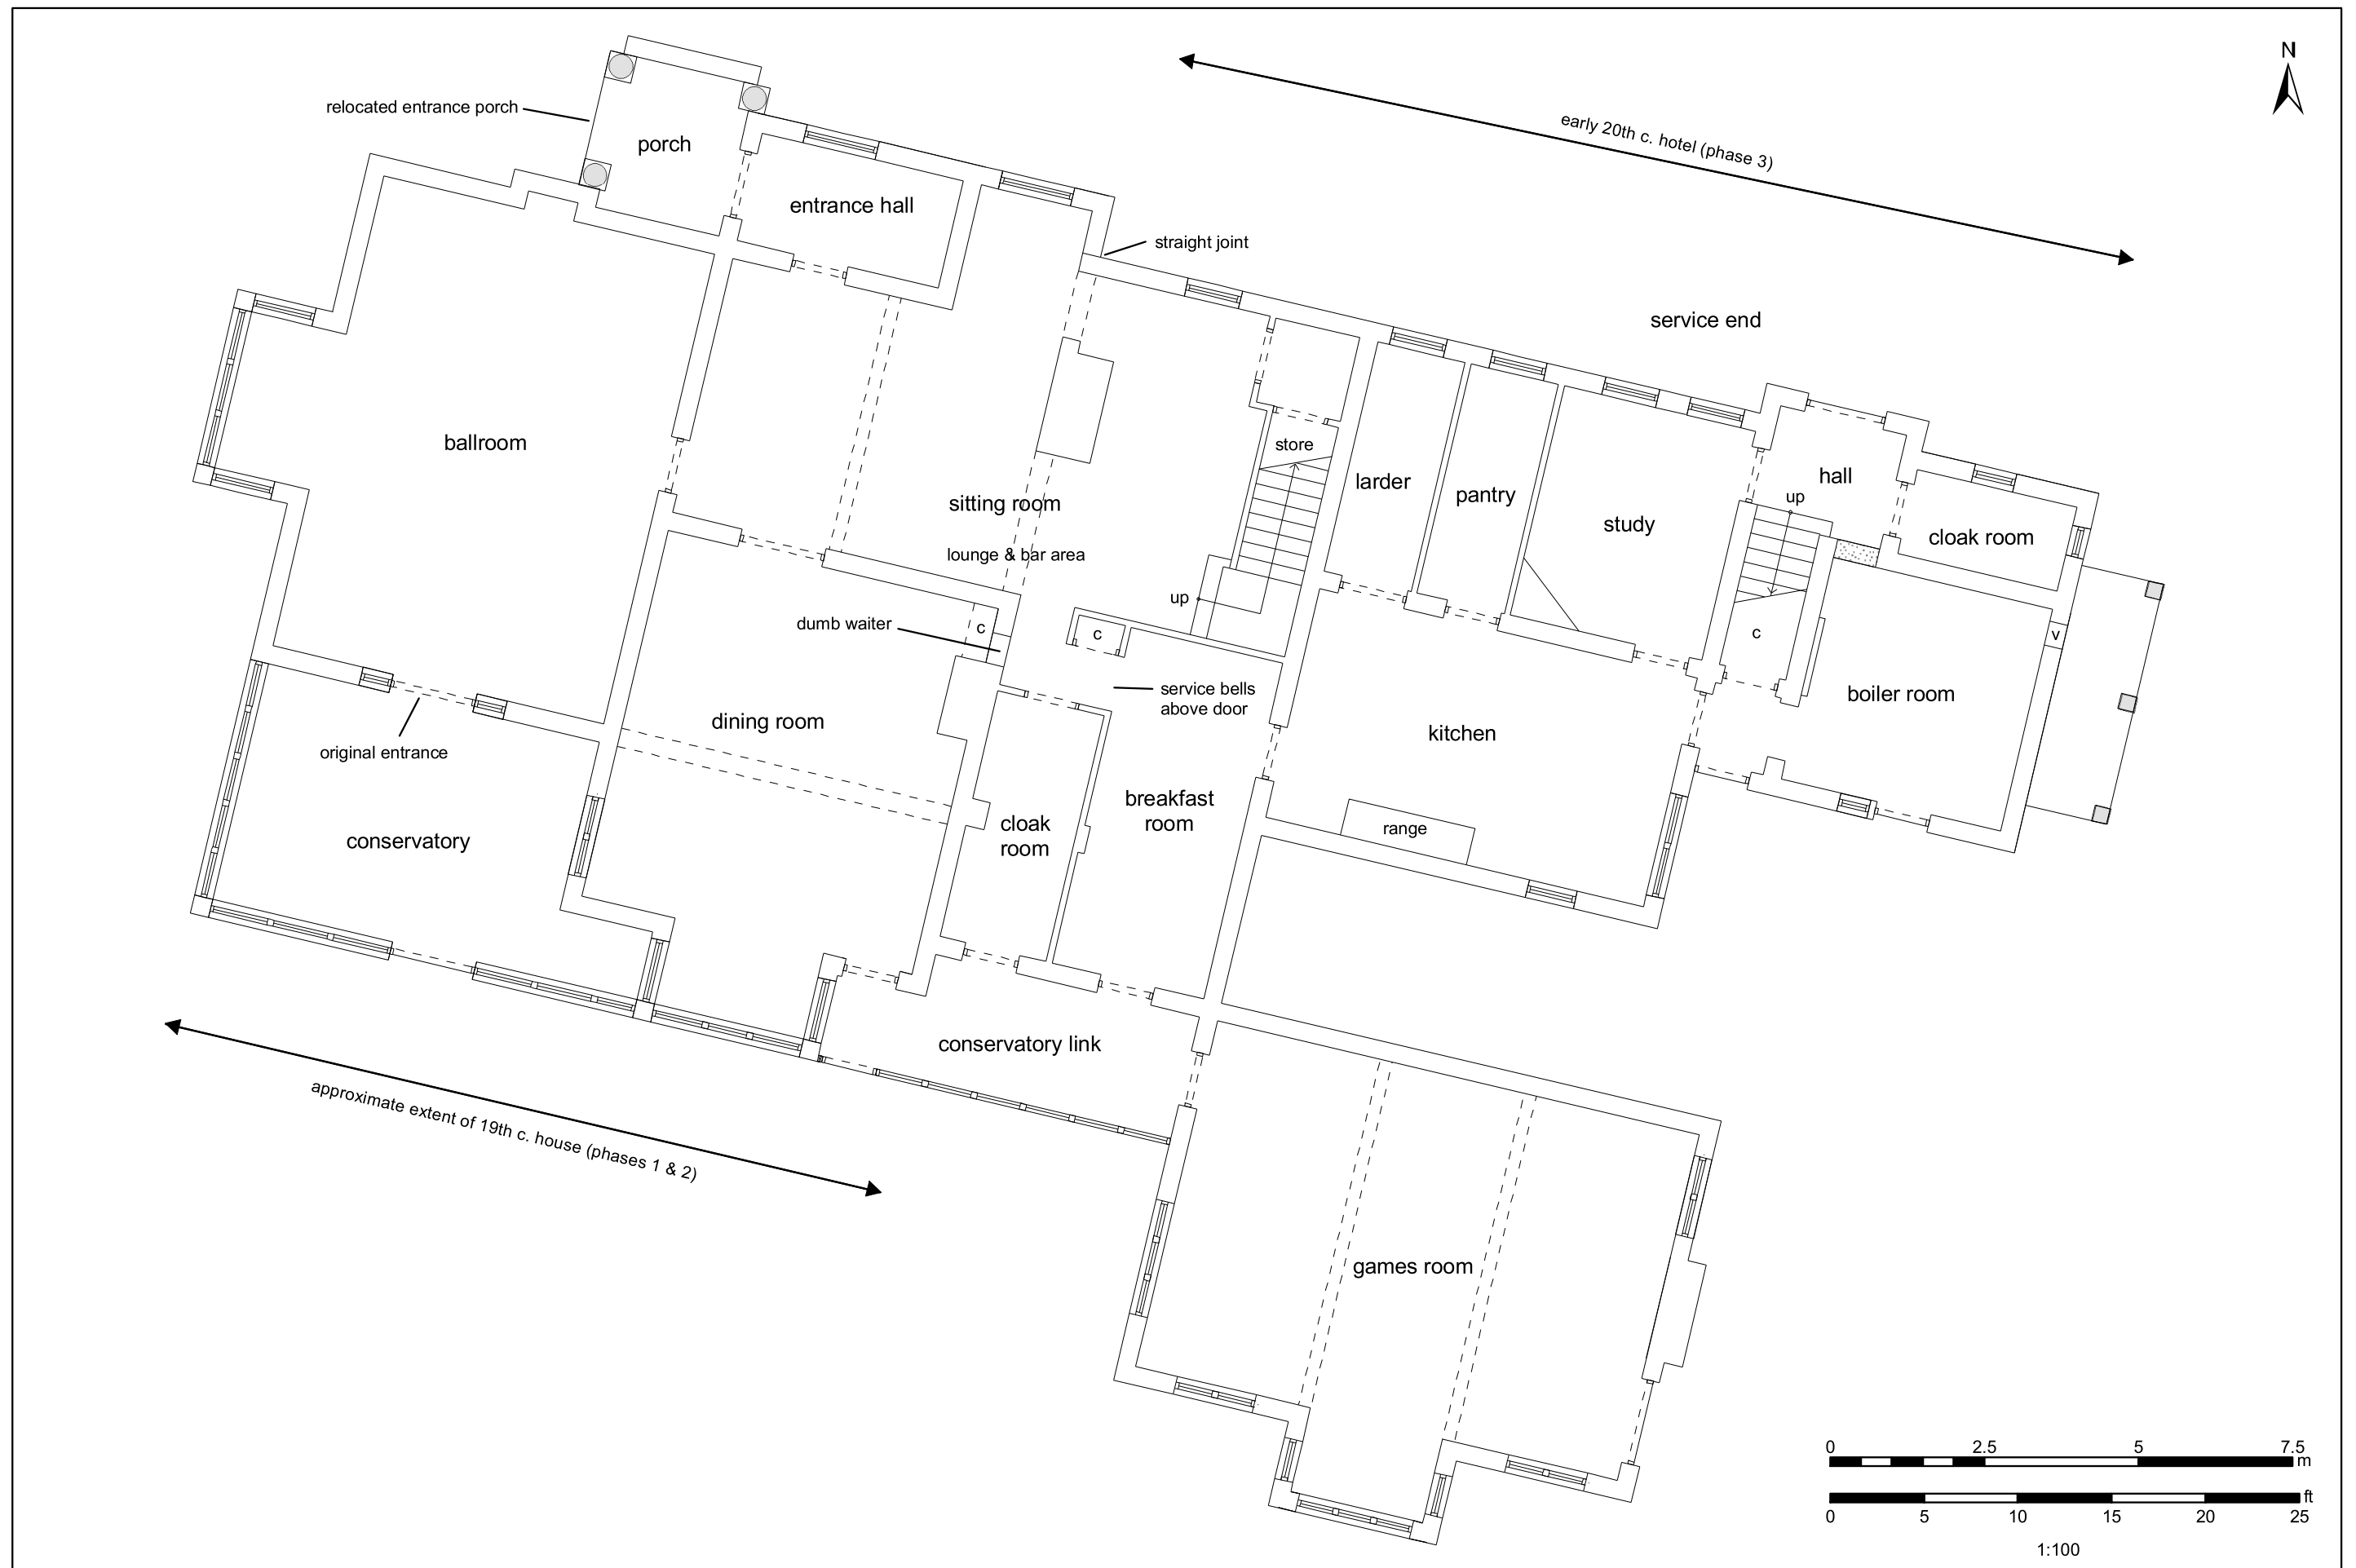 N
early 20th c. hotel (phase 3)
relocated entrance porch
porch
entrance hall
straight joint
service end
ballroom
store
larder
pantry
study
hall
up
cloak room
sitting room
lounge & bar area
up
dumb waiter
c
c
c
v
service bells
above door
boiler room
dining room
kitchen
original entrance
breakfast
room
cloak
room
range
conservatory
conservatory link
approximate extent of 19th c. house (phases 1 & 2)
games room
0 2.5 5 7.5
m
ft
0 5 10 15 20 25
1:100